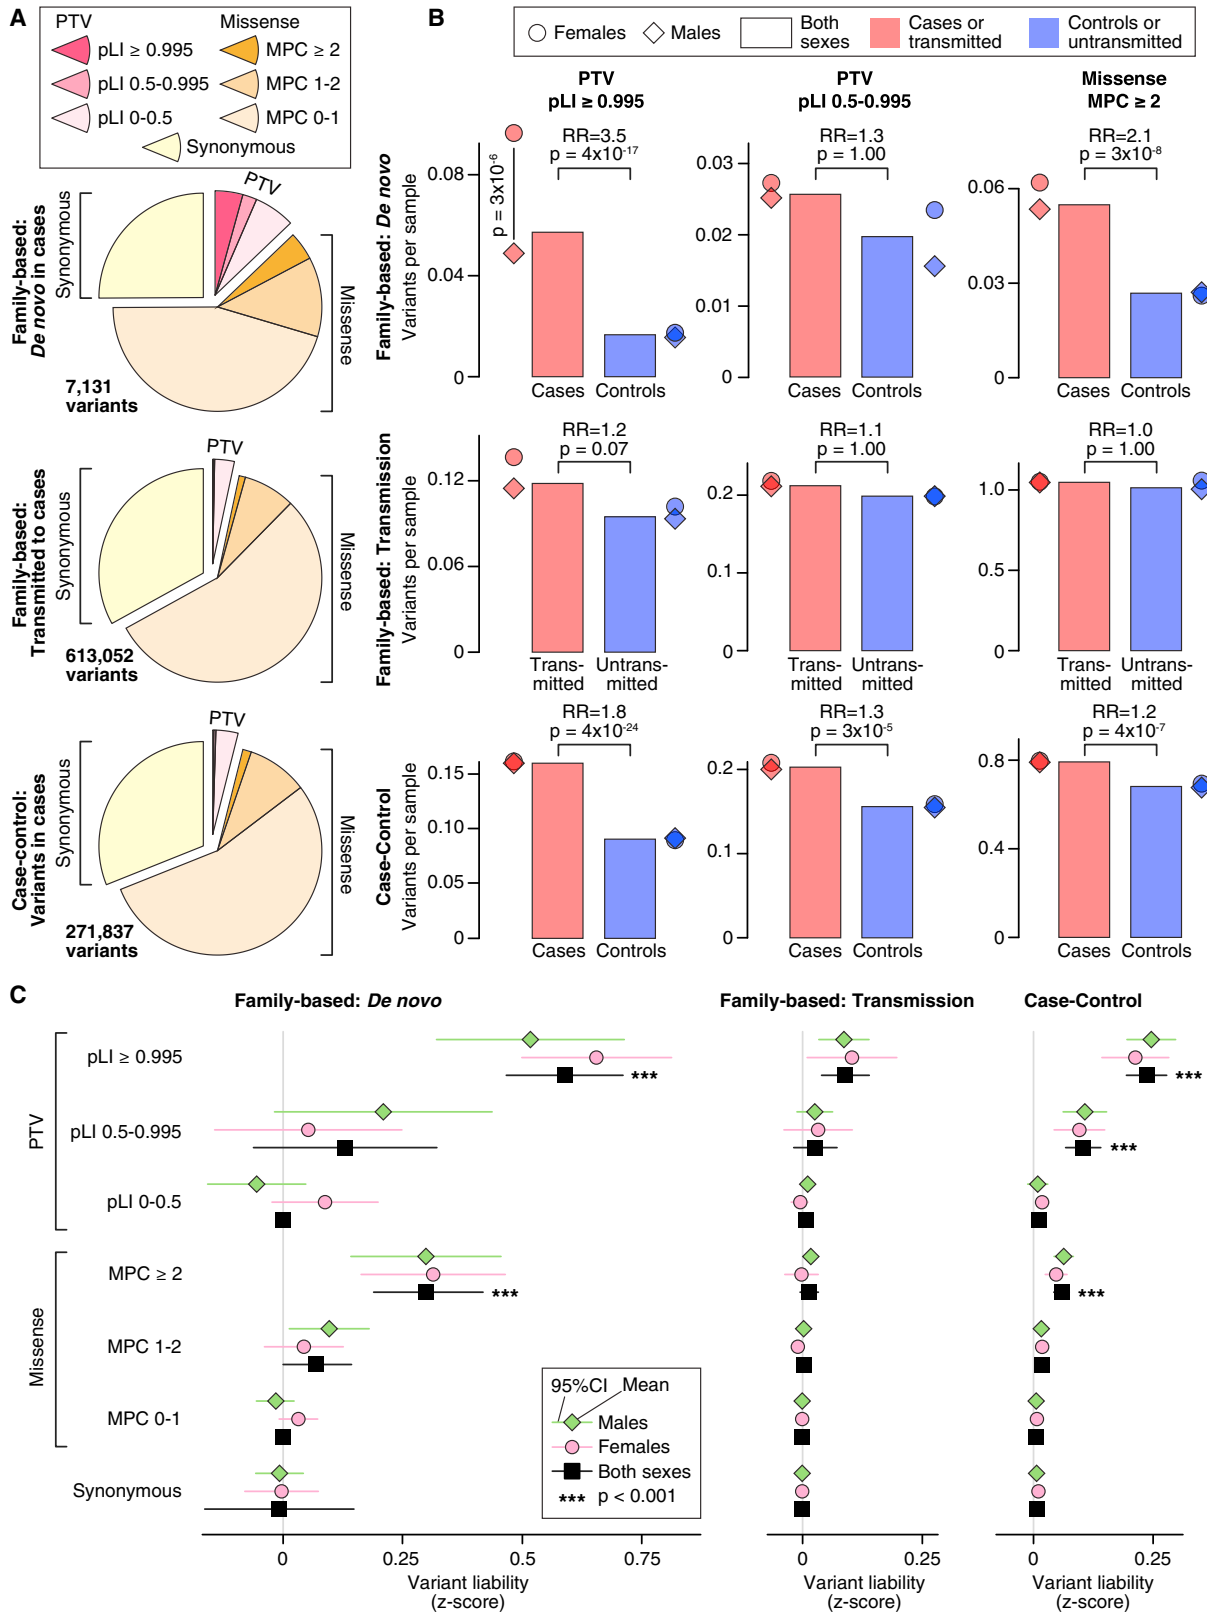 A
PTV
Missense
pLI ≥ 0.995
MPC ≥ 2
pLI 0.5-0.995
MPC 1-2
pLI 0-0.5
MPC 0-1
Synonymous
Family-based:
De novo in cases
Synonymous
PTV
Missense
7,131
variants
Family-based:
Transmitted to cases
Synonymous
PTV
Missense
613,052
variants
Case-control:
Variants in cases
Synonymous
PTV
Missense
271,837
variants
B
Females
Males
Both
sexes
Cases or
transmitted
Controls or
untransmitted
PTV
pLI ≥ 0.995
PTV
pLI 0.5-0.995
Missense
MPC ≥ 2
Family-based: De novo
Variants per sample
0.08
0.04
0
p = 3x10⁻⁶
RR=3.5
p = 4x10⁻¹⁷
Cases
Controls
0.03
0.02
0.01
0
RR=1.3
p = 1.00
Cases
Controls
0.06
0.03
0
RR=2.1
p = 3x10⁻⁸
Cases
Controls
Family-based: Transmission
Variants per sample
0.12
0.06
0
RR=1.2
p = 0.07
Trans-
mitted
Untrans-
mitted
0.2
0.1
0
RR=1.1
p = 1.00
Trans-
mitted
Untrans-
mitted
1.0
0.5
0
RR=1.0
p = 1.00
Trans-
mitted
Untrans-
mitted
Case-Control
Variants per sample
0.15
0.10
0.05
0
RR=1.8
p = 4x10⁻²⁴
Cases
Controls
0.2
0.1
0
RR=1.3
p = 3x10⁻⁵
Cases
Controls
0.8
0.4
0
RR=1.2
p = 4x10⁻⁷
Cases
Controls
C
Family-based: De novo
Family-based: Transmission
Case-Control
PTV
pLI ≥ 0.995
***
***
pLI 0.5-0.995
***
pLI 0-0.5
Missense
MPC ≥ 2
***
***
MPC 1-2
MPC 0-1
Synonymous
95%CI
Mean
Males
Females
Both sexes
*** p < 0.001
0
0.25
0.5
0.75
Variant liability
(z-score)
0
0.25
Variant liability
(z-score)
0
0.25
Variant liability
(z-score)